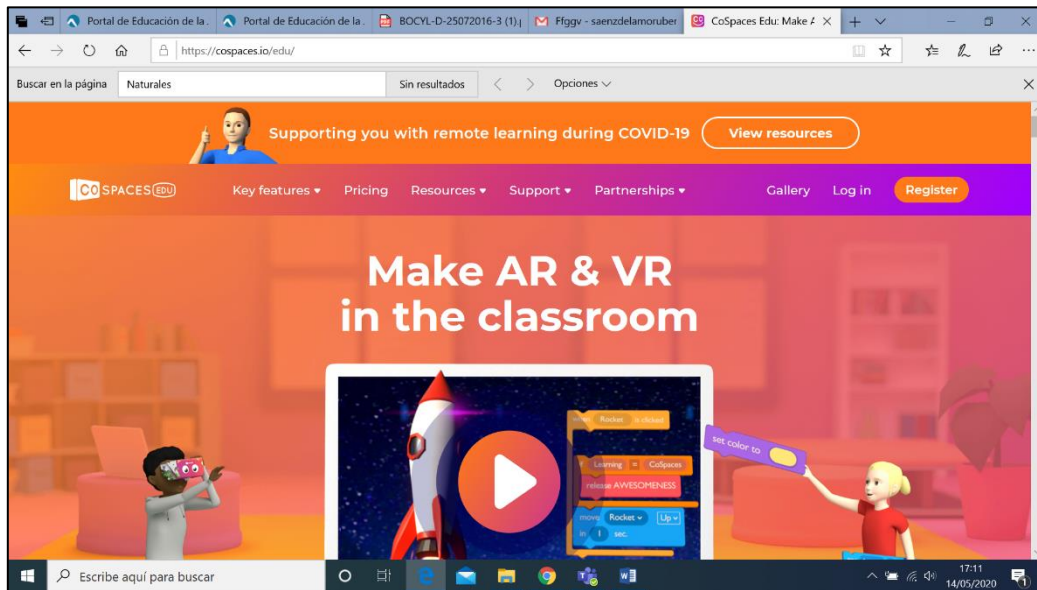 Portal de Educación de la.
Portal de Educación de la.
BOCYL-D-25072016-3 (1).p
Ffggv - saenzdelamoruber
CoSpaces Edu: Make A
https://cospaces.io/edu/
Buscar en la página Naturales Sin resultados Opciones
Supporting you with remote learning during COVID-19 View resources
COSPACES EDU Key features Pricing Resources Support Partnerships Gallery Log in Register
Make AR & VR
in the classroom
when Rocket is clicked
set color to
if Learning = CoSpaces
release AWESOMENESS
move Rocket Up
in 1 sec.
Escribe aquí para buscar
17:11
14/05/2020